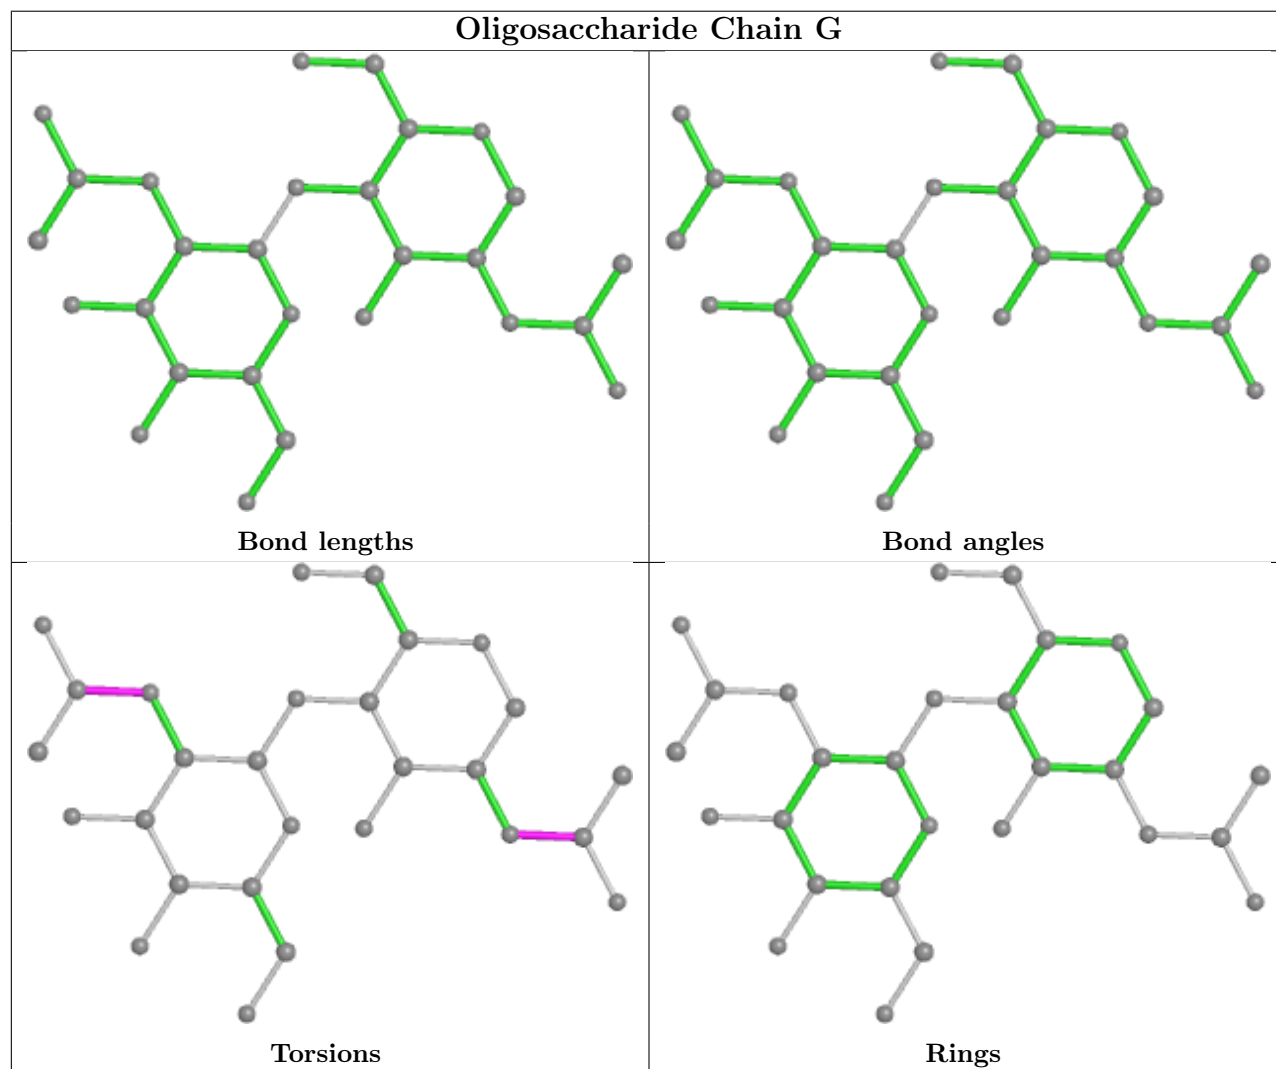 Oligosaccharide Chain G
Bond lengths
Bond angles
Torsions
Rings